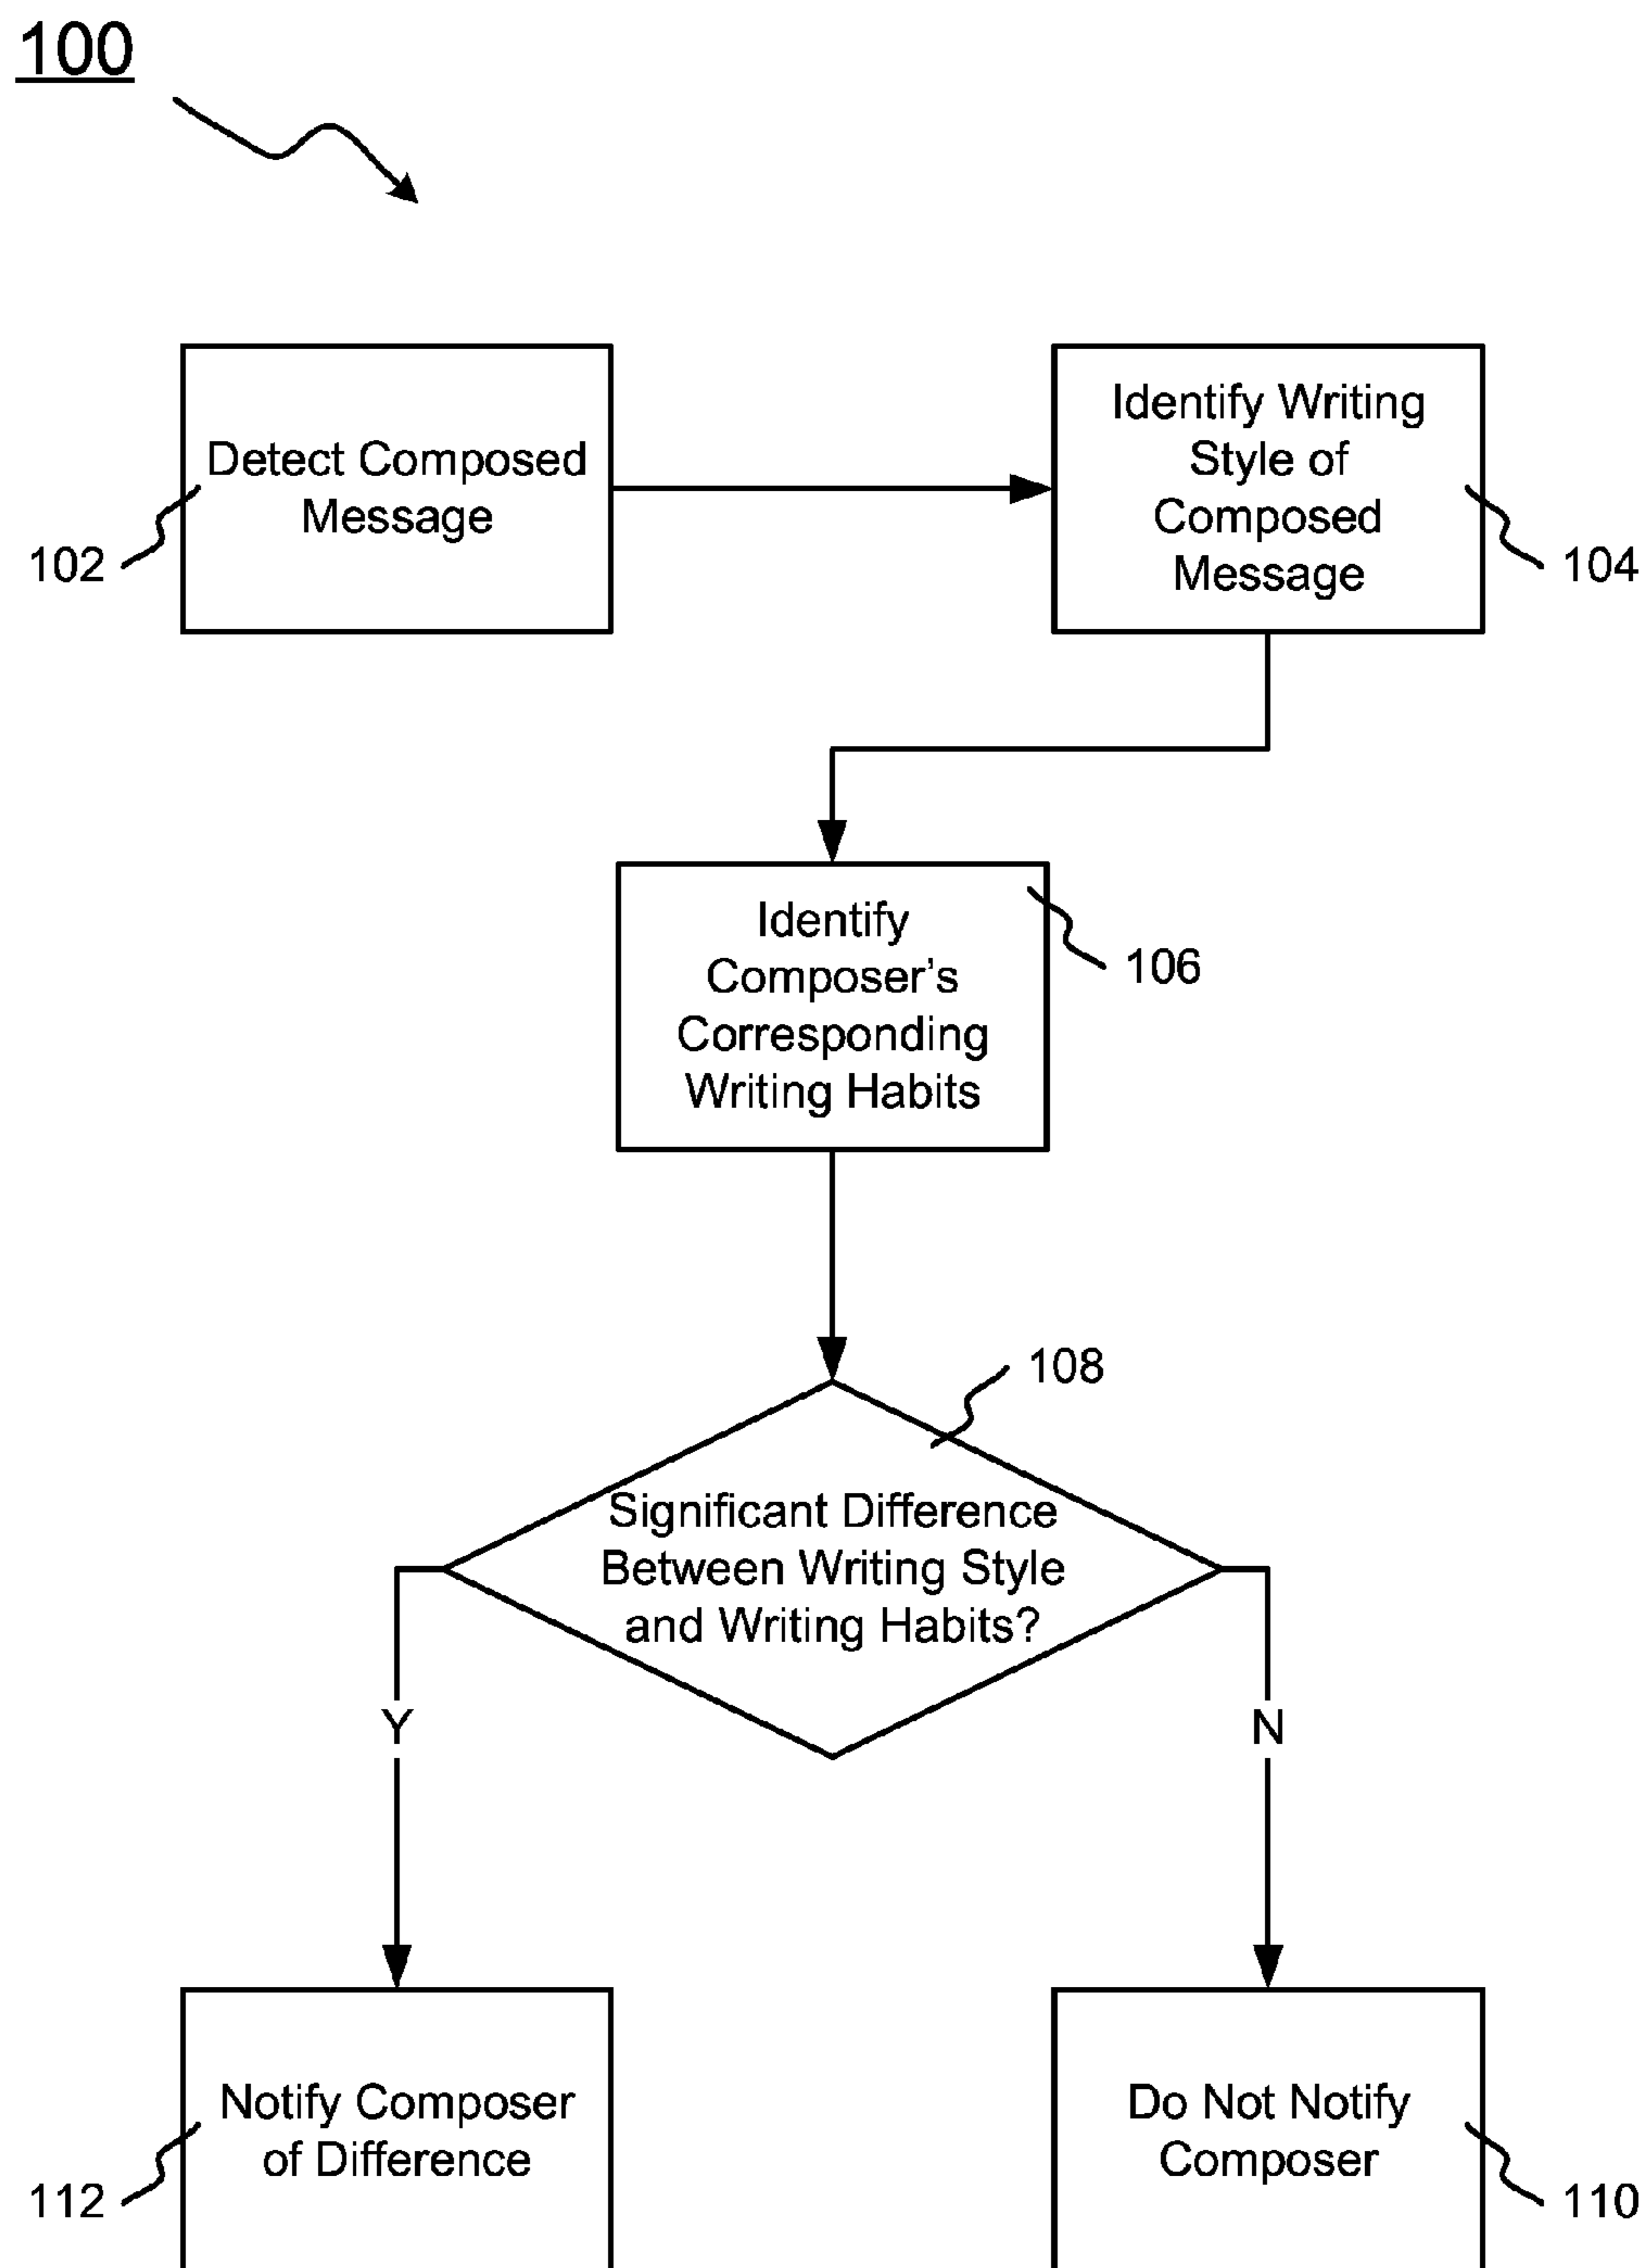 100
Detect Composed
Message
102
Identify Writing
Style of
Composed
Message
104
Identify
Composer's
Corresponding
Writing Habits
106
108
Significant Difference
Between Writing Style
and Writing Habits?
Y
N
Notify Composer
of Difference
112
Do Not Notify
Composer
110